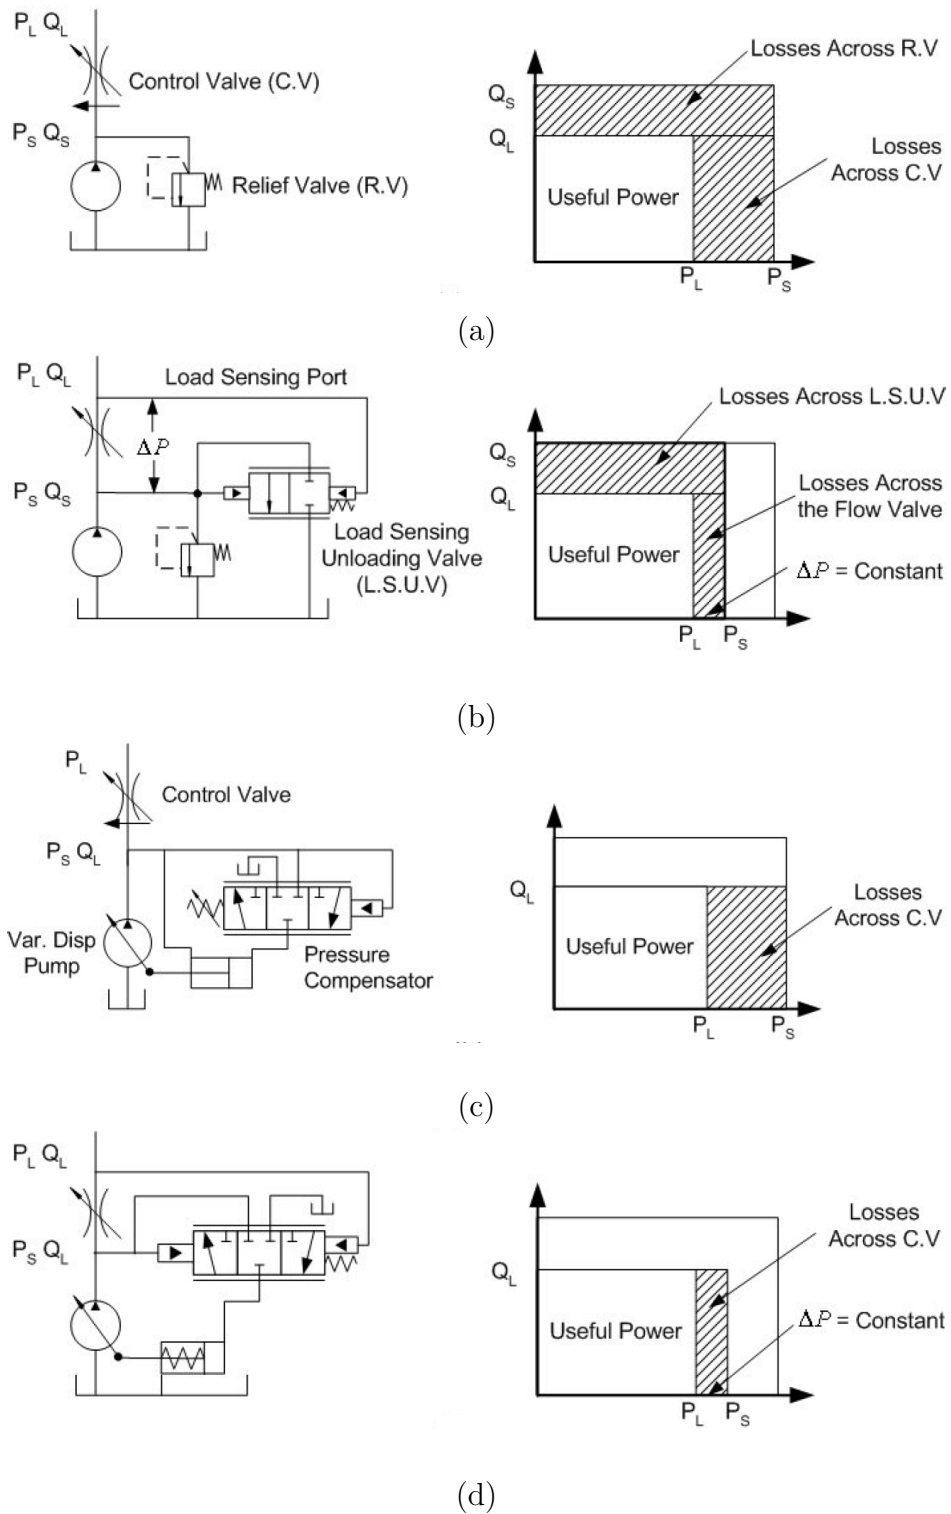 P_L Q_L
Control Valve (C.V)
P_S Q_S
Relief Valve (R.V)
Losses Across R.V
Q_S
Q_L
Losses
Across C.V
Useful Power
P_L
P_S
(a)
P_L Q_L
Load Sensing Port
ΔP
P_S Q_S
Load Sensing
Unloading Valve
(L.S.U.V)
Losses Across L.S.U.V
Q_S
Q_L
Losses Across
the Flow Valve
Useful Power
ΔP = Constant
P_L
P_S
(b)
P_L
Control Valve
P_S Q_L
Var. Disp
Pump
Pressure
Compensator
Q_L
Losses
Across C.V
Useful Power
P_L
P_S
(c)
P_L Q_L
P_S Q_L
Losses
Across C.V
Q_L
Useful Power
ΔP = Constant
P_L
P_S
(d)